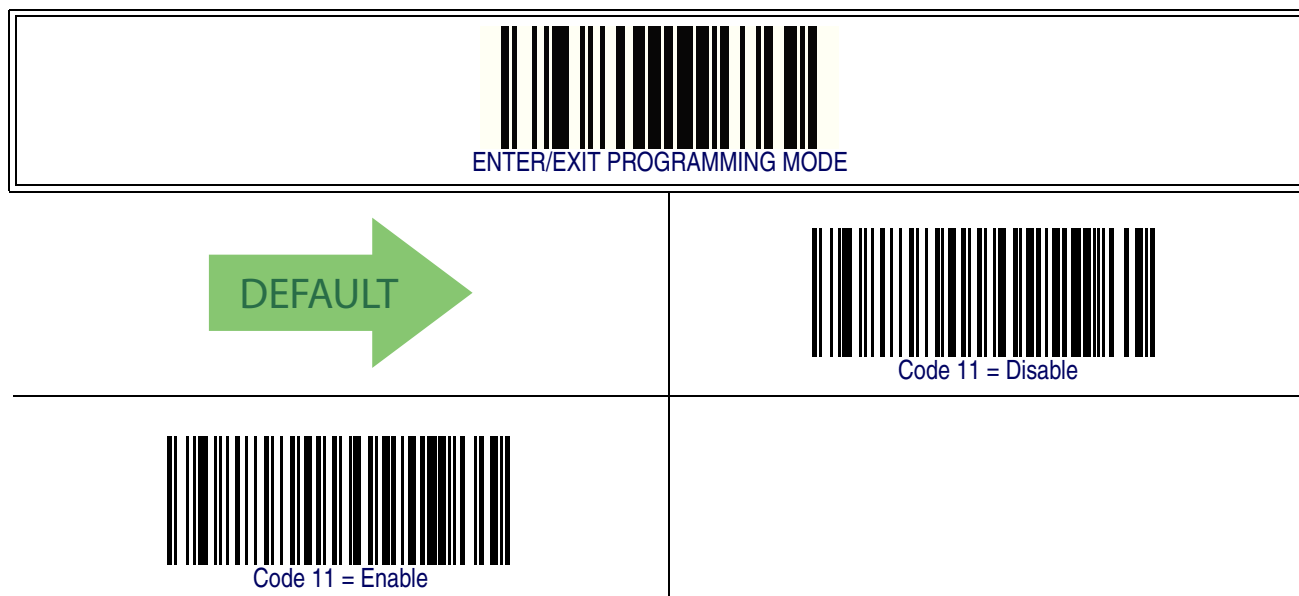 ENTER/EXIT PROGRAMMING MODE
DEFAULT
Code 11 = Disable
Code 11 = Enable